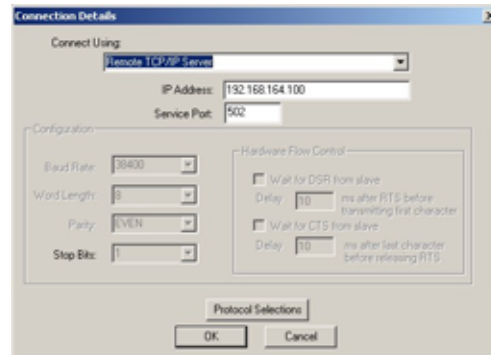 Connection Details
Connect Using:
Remote TCP/IP Server
IP Address: 192.168.164.100
Service Port: 502
Configuration
Baud Rate: 38400
Word Length: 8
Parity: EVEN
Stop Bits: 1
Hardware Flow Control
Wait for DSR from slave
Delay 10 ms after RTS before transmitting first character
Wait for CTS from slave
Delay 10 ms after last character before releasing RTS
Protocol Selections
OK Cancel